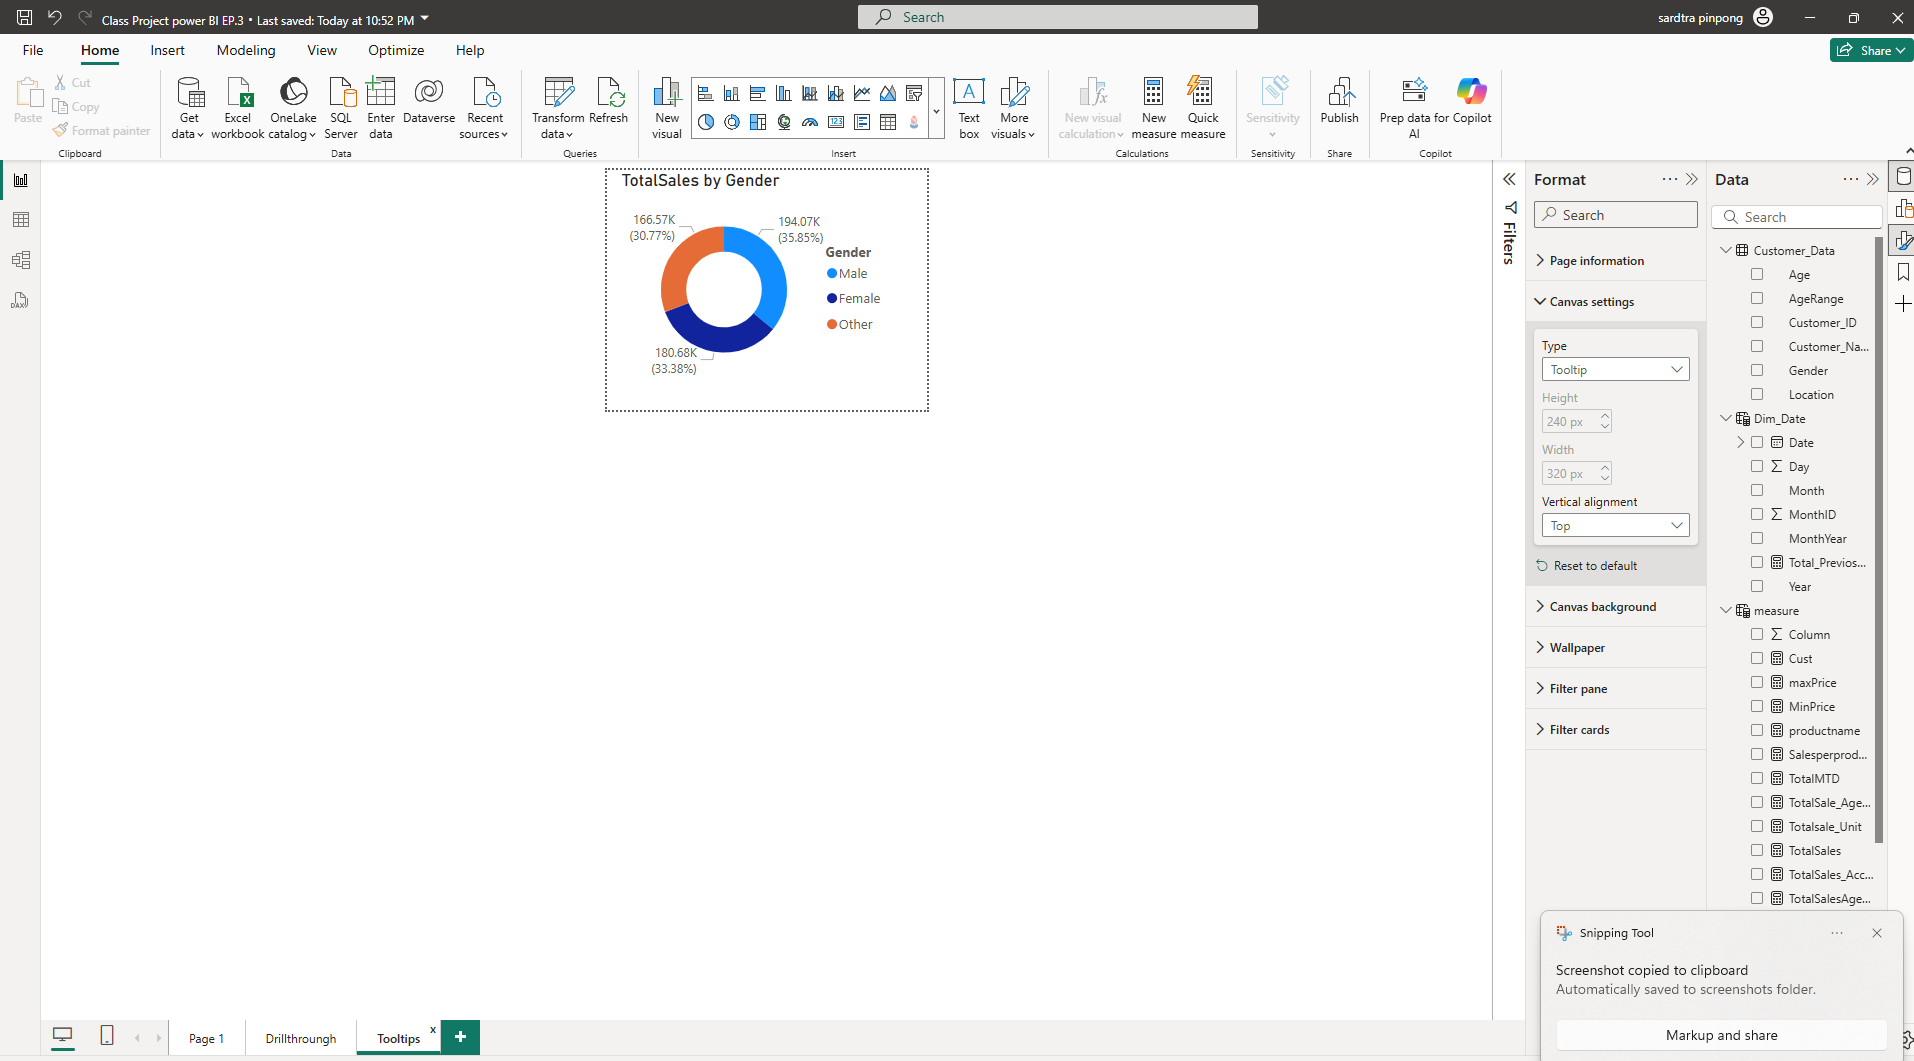 Class Project power BI EP.3 • Last saved: Today at 10:52 PM
Search
sardtra pinpong
File
Home
Insert
Modeling
View
Optimize
Help
Share
Paste
Cut
Copy
Format painter
Clipboard
Get data
Excel workbook
OneLake catalog
SQL Server
Enter data
Dataverse
Recent sources
Data
Transform data
Refresh
Queries
New visual
Text box
More visuals
Insert
New visual calculation
New measure
Quick measure
Calculations
Sensitivity
Sensitivity
Publish
Share
Prep data for AI
Copilot
Copilot
TotalSales by Gender
166.57K
(30.77%)
194.07K
(35.85%)
180.68K
(33.38%)
Gender
Male
Female
Other
Filters
Format
Search
Page information
Canvas settings
Type
Tooltip
Height
240 px
Width
320 px
Vertical alignment
Top
Reset to default
Canvas background
Wallpaper
Filter pane
Filter cards
Data
Search
Customer_Data
Age
AgeRange
Customer_ID
Customer_Na...
Gender
Location
Dim_Date
Date
Day
Month
MonthID
MonthYear
Total_Previos...
Year
measure
Column
Cust
maxPrice
MinPrice
productname
Salesperprod...
TotalMTD
TotalSale_Age...
Totalsale_Unit
TotalSales
TotalSales_Acc...
TotalSalesAge...
Snipping Tool
Screenshot copied to clipboard
Automatically saved to screenshots folder.
Markup and share
Page 1
Drillthrough
Tooltips